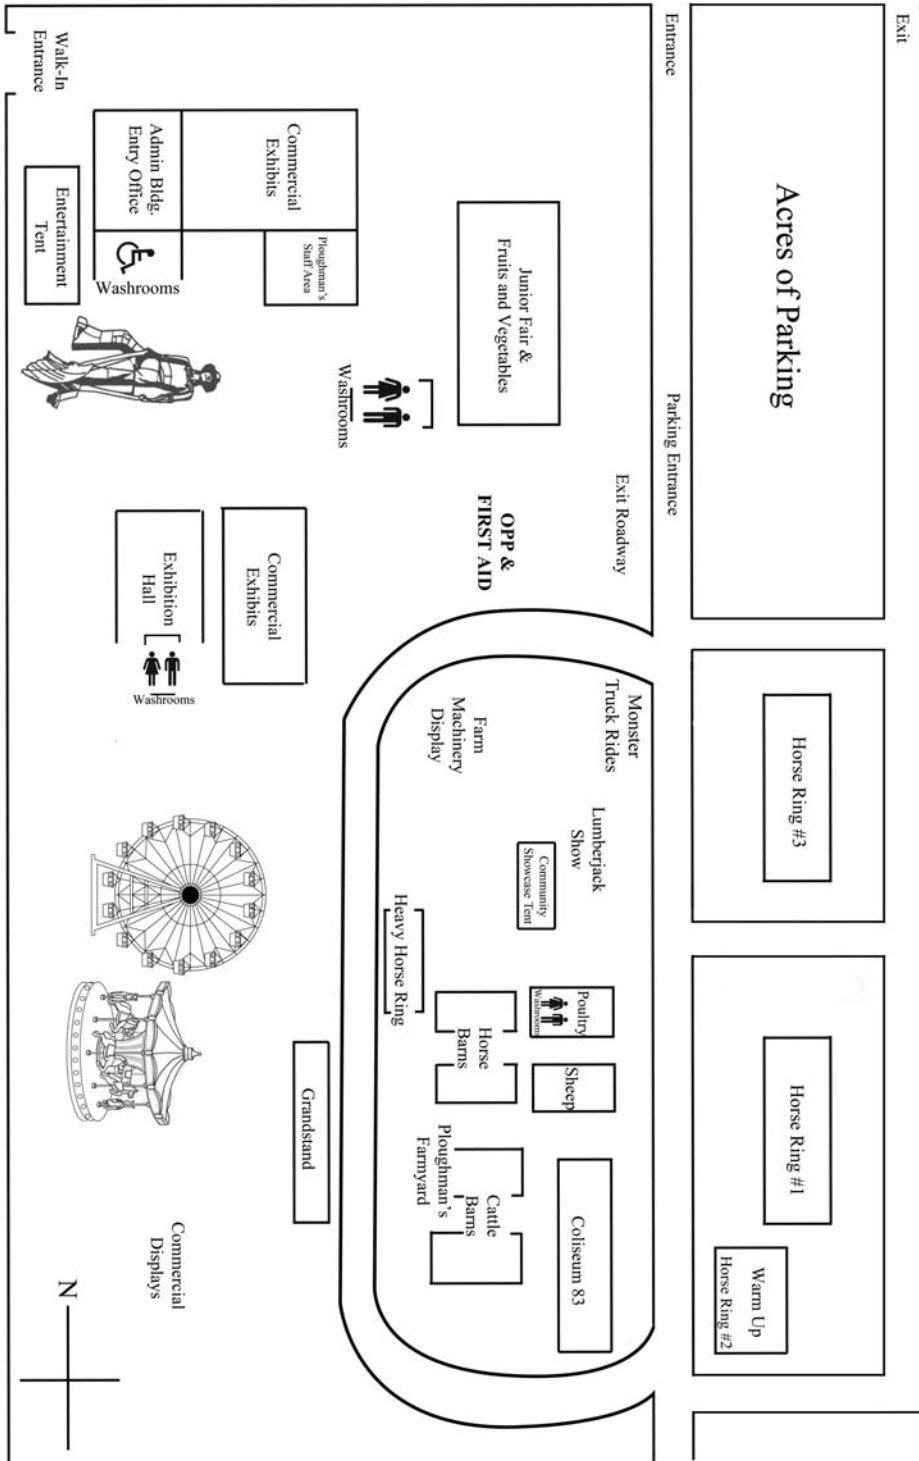 Exit
Acres of Parking
Horse Ring #3
Horse Ring #1
Warm Up
Horse Ring #2
Entrance
Parking Entrance
Exit Roadway
Monster
Truck Rides
Lumberjack
Show
Community
Showcase Tent
Poultry
Washrooms
Sheep
Coliseum 83
Junior Fair &
Fruits and Vegetables
OPP &
FIRST AID
Farm
Machinery
Display
Heavy Horse Ring
Horse
Barns
Cattle
Barns
Ploughman's
Farmyard
Walk-In
Entrance
Admin Bldg.
Entry Office
Commercial
Exhibits
Ploughman's
Staff Area
Washrooms
Washrooms
Entertainment
Tent
Commercial
Exhibits
Exhibition
Hall
Washrooms
Grandstand
Commercial
Displays
N